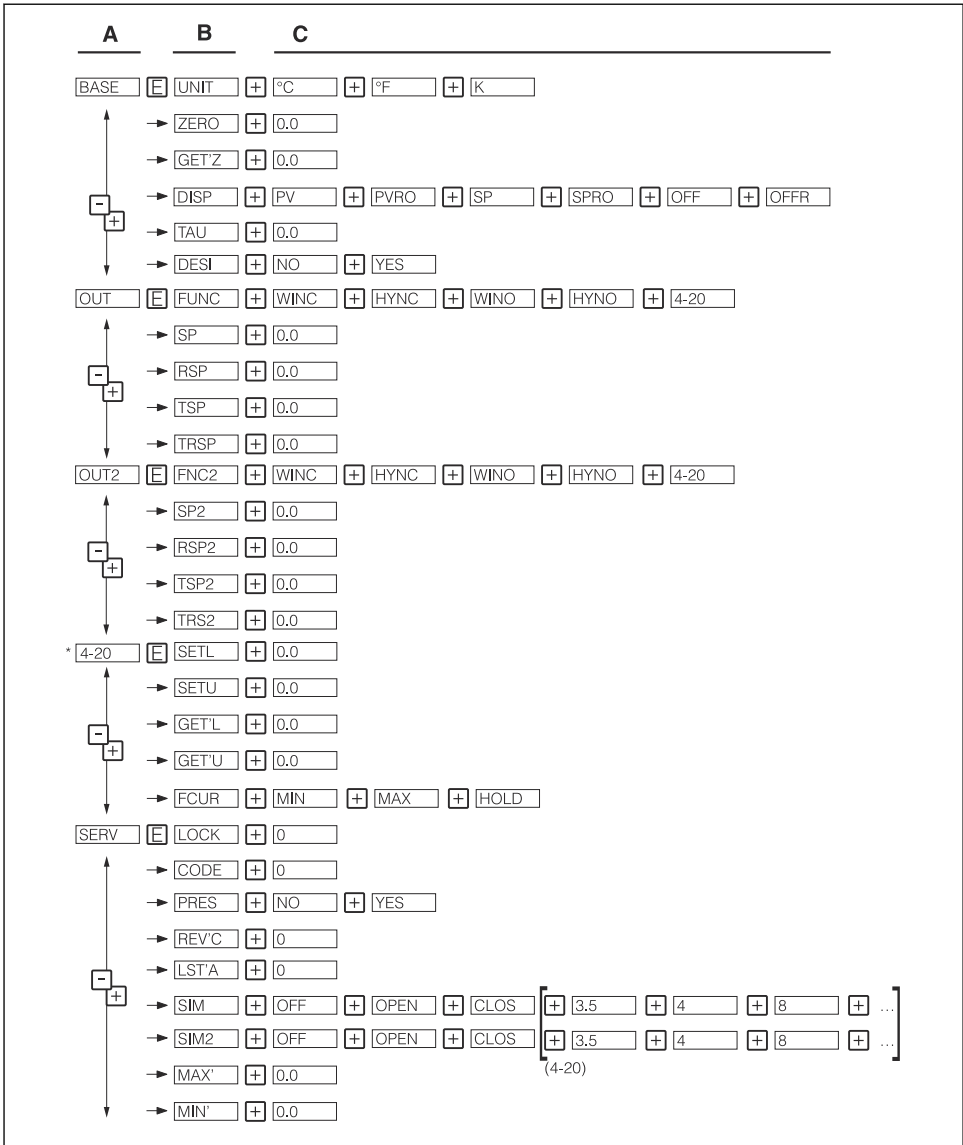 A B C
BASE E UNIT + °C + °F + K
ZERO + 0.0
GET'Z + 0.0
DISP + PV + PVRO + SP + SPRO + OFF + OFFR
-
+
TAU + 0.0
DESI + NO + YES
OUT E FUNC + WINC + HYNC + WINO + HYNO + 4-20
SP + 0.0
RSP + 0.0
-
+
TSP + 0.0
TRSP + 0.0
OUT2 E FNC2 + WINC + HYNC + WINO + HYNO + 4-20
SP2 + 0.0
RSP2 + 0.0
-
+
TSP2 + 0.0
TRS2 + 0.0
* 4-20 E SETL + 0.0
SETU + 0.0
GET'L + 0.0
-
+
GET'U + 0.0
FCUR + MIN + MAX + HOLD
SERV E LOCK + 0
CODE + 0
PRES + NO + YES
REV'C + 0
LST'A + 0
-
+
SIM + OFF + OPEN + CLOS [ + 3.5 + 4 + 8 + ... ]
SIM2 + OFF + OPEN + CLOS [ + 3.5 + 4 + 8 + ... ]
(4-20)
MAX' + 0.0
MIN' + 0.0